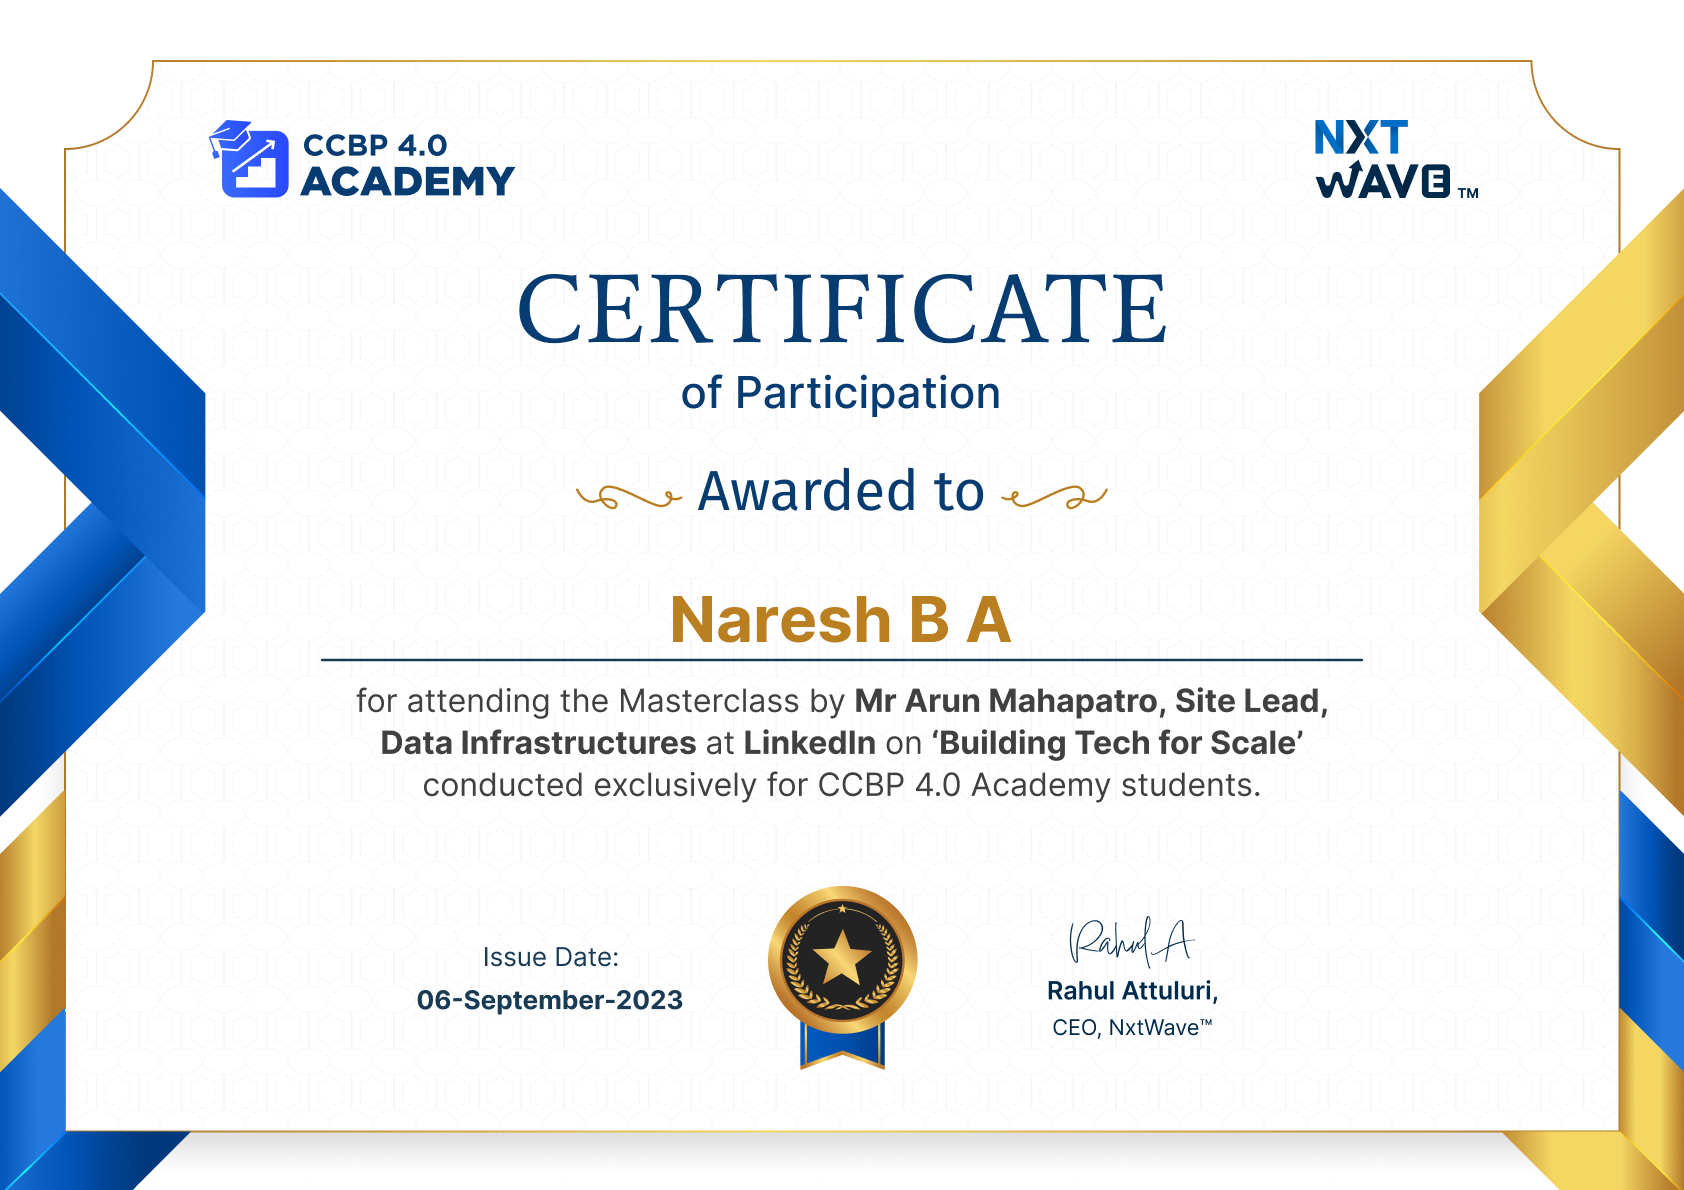 CCBP 4.0
ACADEMY
NXT
WAVE TM
CERTIFICATE
of Participation
Awarded to
Naresh B A
for attending the Masterclass by Mr Arun Mahapatro, Site Lead,
Data Infrastructures at LinkedIn on ‘Building Tech for Scale’
conducted exclusively for CCBP 4.0 Academy students.
Issue Date:
06-September-2023
Rahul A
Rahul Attuluri,
CEO, NxtWave™